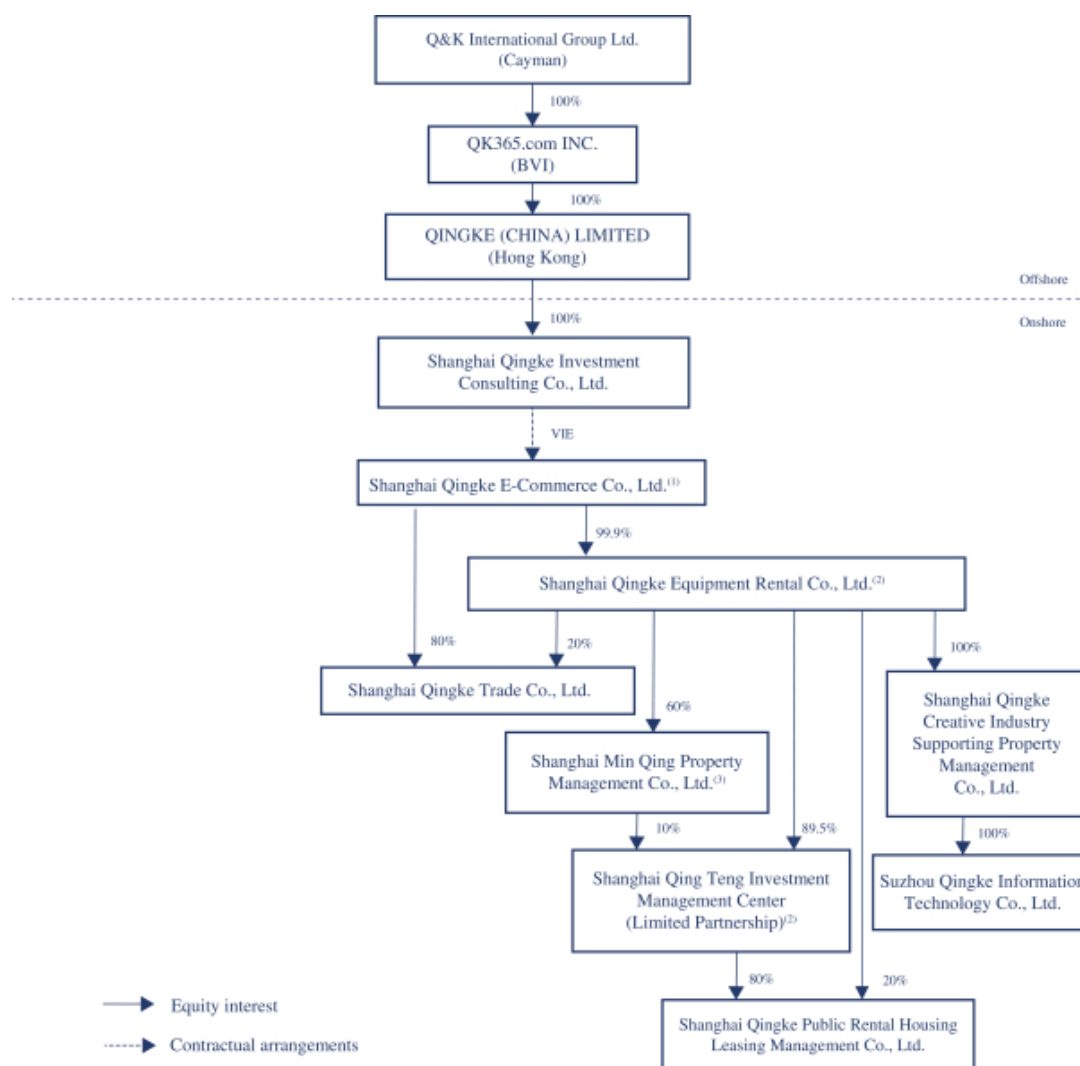 Q&K International Group Ltd.
(Cayman)
100%
QK365.com INC.
(BVI)
100%
QINGKE (CHINA) LIMITED
(Hong Kong)
Offshore
Onshore
100%
Shanghai Qingke Investment
Consulting Co., Ltd.
VIE
Shanghai Qingke E-Commerce Co., Ltd.(1)
99.9%
Shanghai Qingke Equipment Rental Co., Ltd.(2)
80%
20%
100%
Shanghai Qingke Trade Co., Ltd.
Shanghai Qingke
Creative Industry
Supporting Property
Management
Co., Ltd.
60%
Shanghai Min Qing Property
Management Co., Ltd.(3)
10%
89.5%
100%
Shanghai Qing Teng Investment
Management Center
(Limited Partnership)(2)
Suzhou Qingke Information
Technology Co., Ltd.
80%
20%
Shanghai Qingke Public Rental Housing
Leasing Management Co., Ltd.
Equity interest
Contractual arrangements